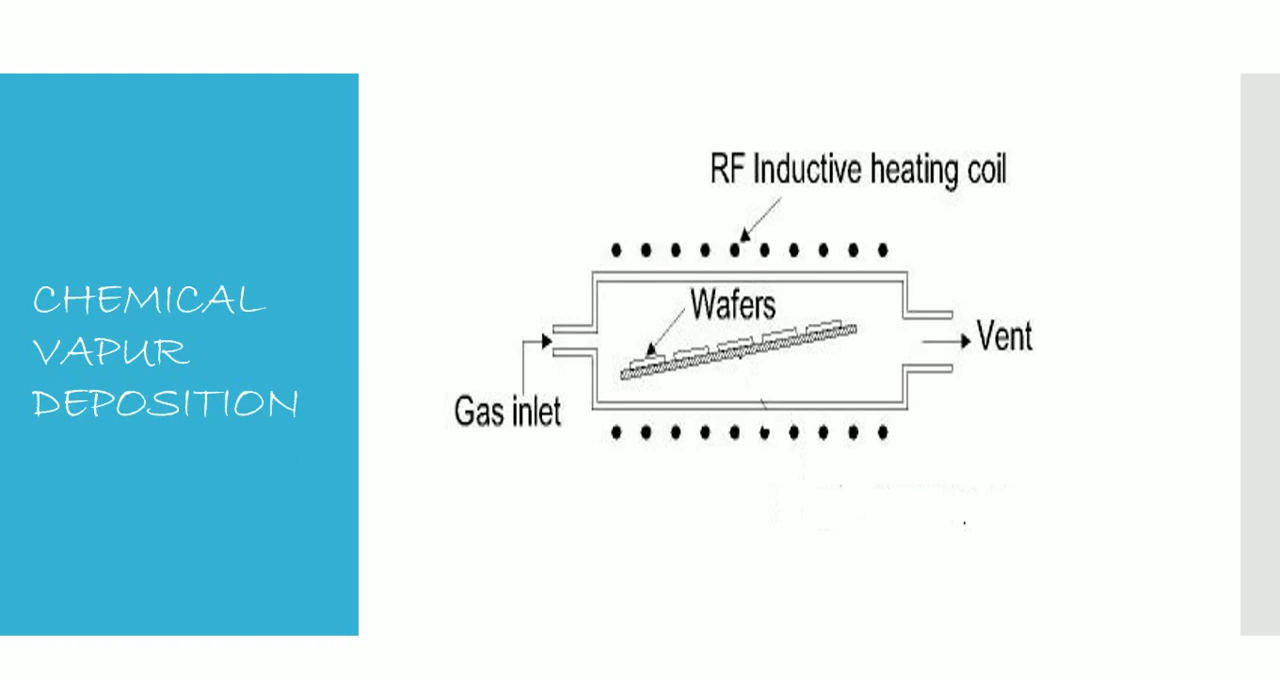 CHEMICAL
VAPUR
DEPOSITION
RF Inductive heating coil
Wafers
Vent
Gas inlet